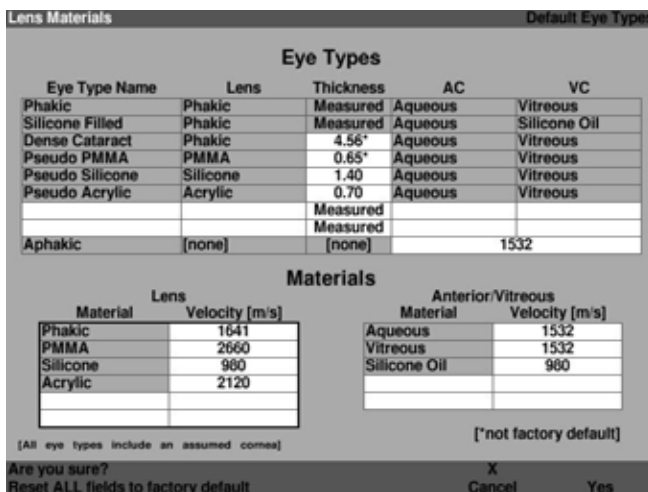 Lens Materials Default Eye Types
Eye Types
Eye Type Name Lens Thickness AC VC
Phakic Phakic Measured Aqueous Vitreous
Silicone Filled Phakic Measured Aqueous Silicone Oil
Dense Cataract Phakic 4.56* Aqueous Vitreous
Pseudo PMMA PMMA 0.65* Aqueous Vitreous
Pseudo Silicone Silicone 1.40 Aqueous Vitreous
Pseudo Acrylic Acrylic 0.70 Aqueous Vitreous
Measured
Measured
Aphakic [none] [none] 1532
Materials
Lens
Material Velocity [m/s]
Phakic 1641
PMMA 2660
Silicone 980
Acrylic 2120
[All eye types include an assumed cornea]
Anterior/Vitreous
Material Velocity [m/s]
Aqueous 1532
Vitreous 1532
Silicone Oil 980
[*not factory default]
Are you sure? X
Reset ALL fields to factory default Cancel Yes